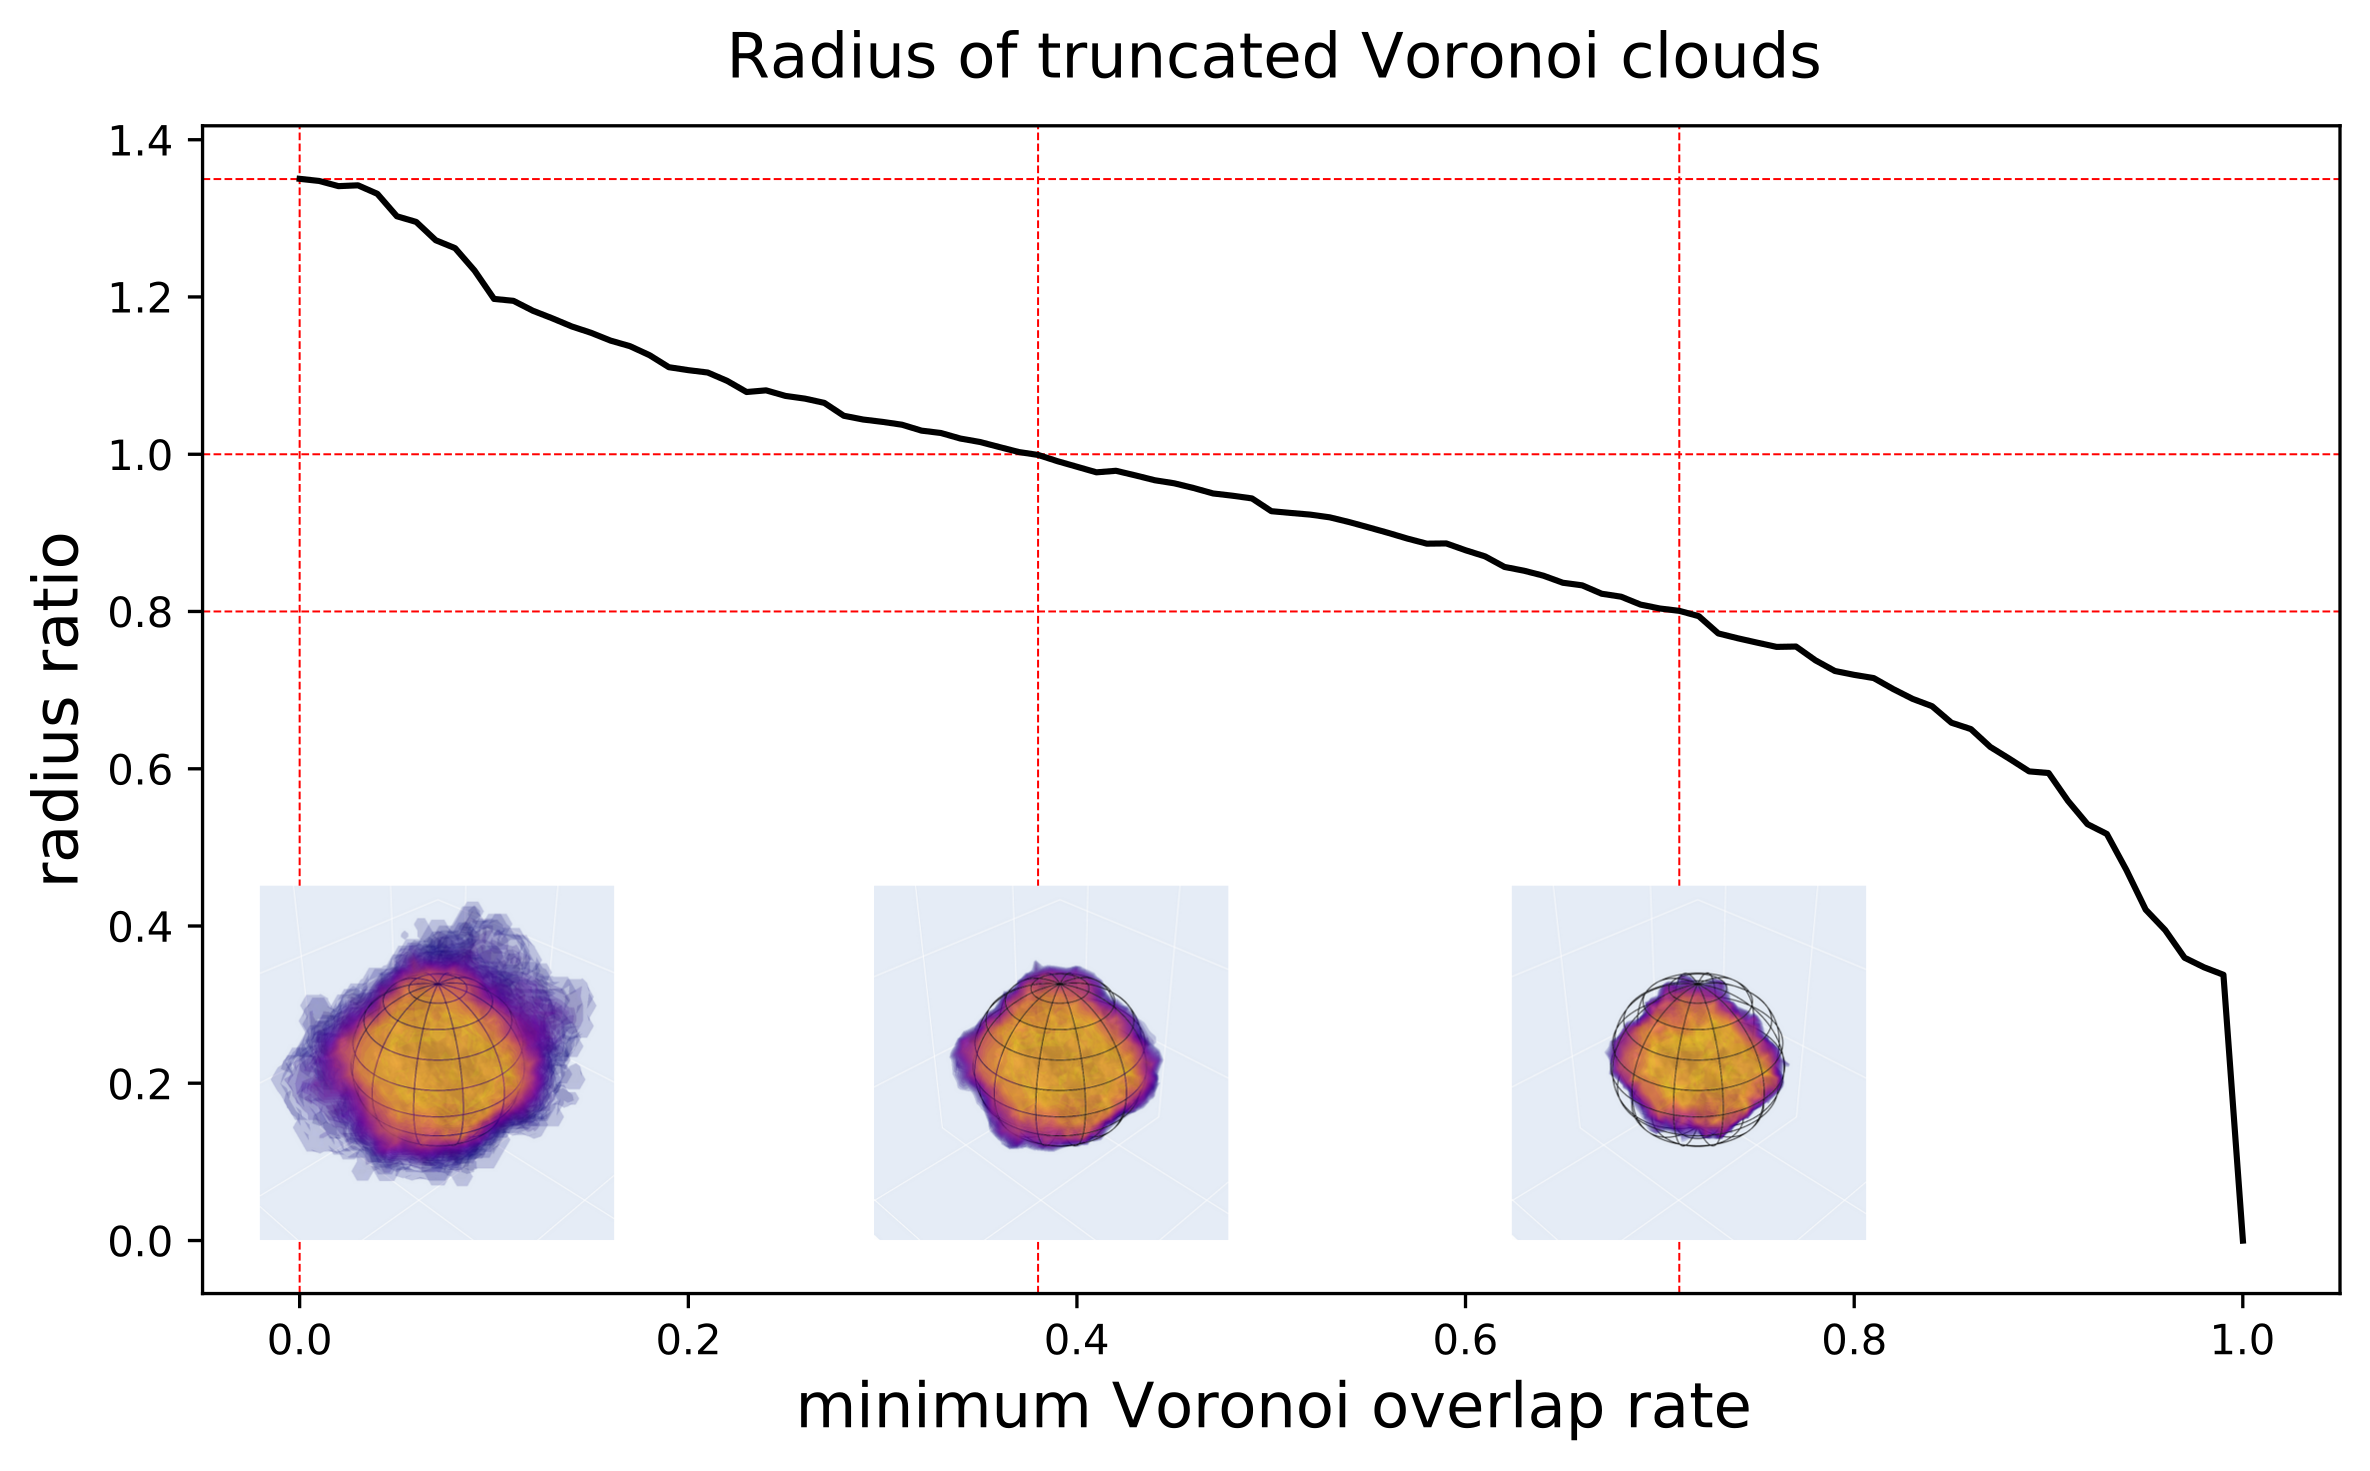 Radius of truncated Voronoi clouds
radius ratio
1.4
1.2
1.0
0.8
0.6
0.4
0.2
0.0
0.0 0.2 0.4 0.6 0.8 1.0
minimum Voronoi overlap rate